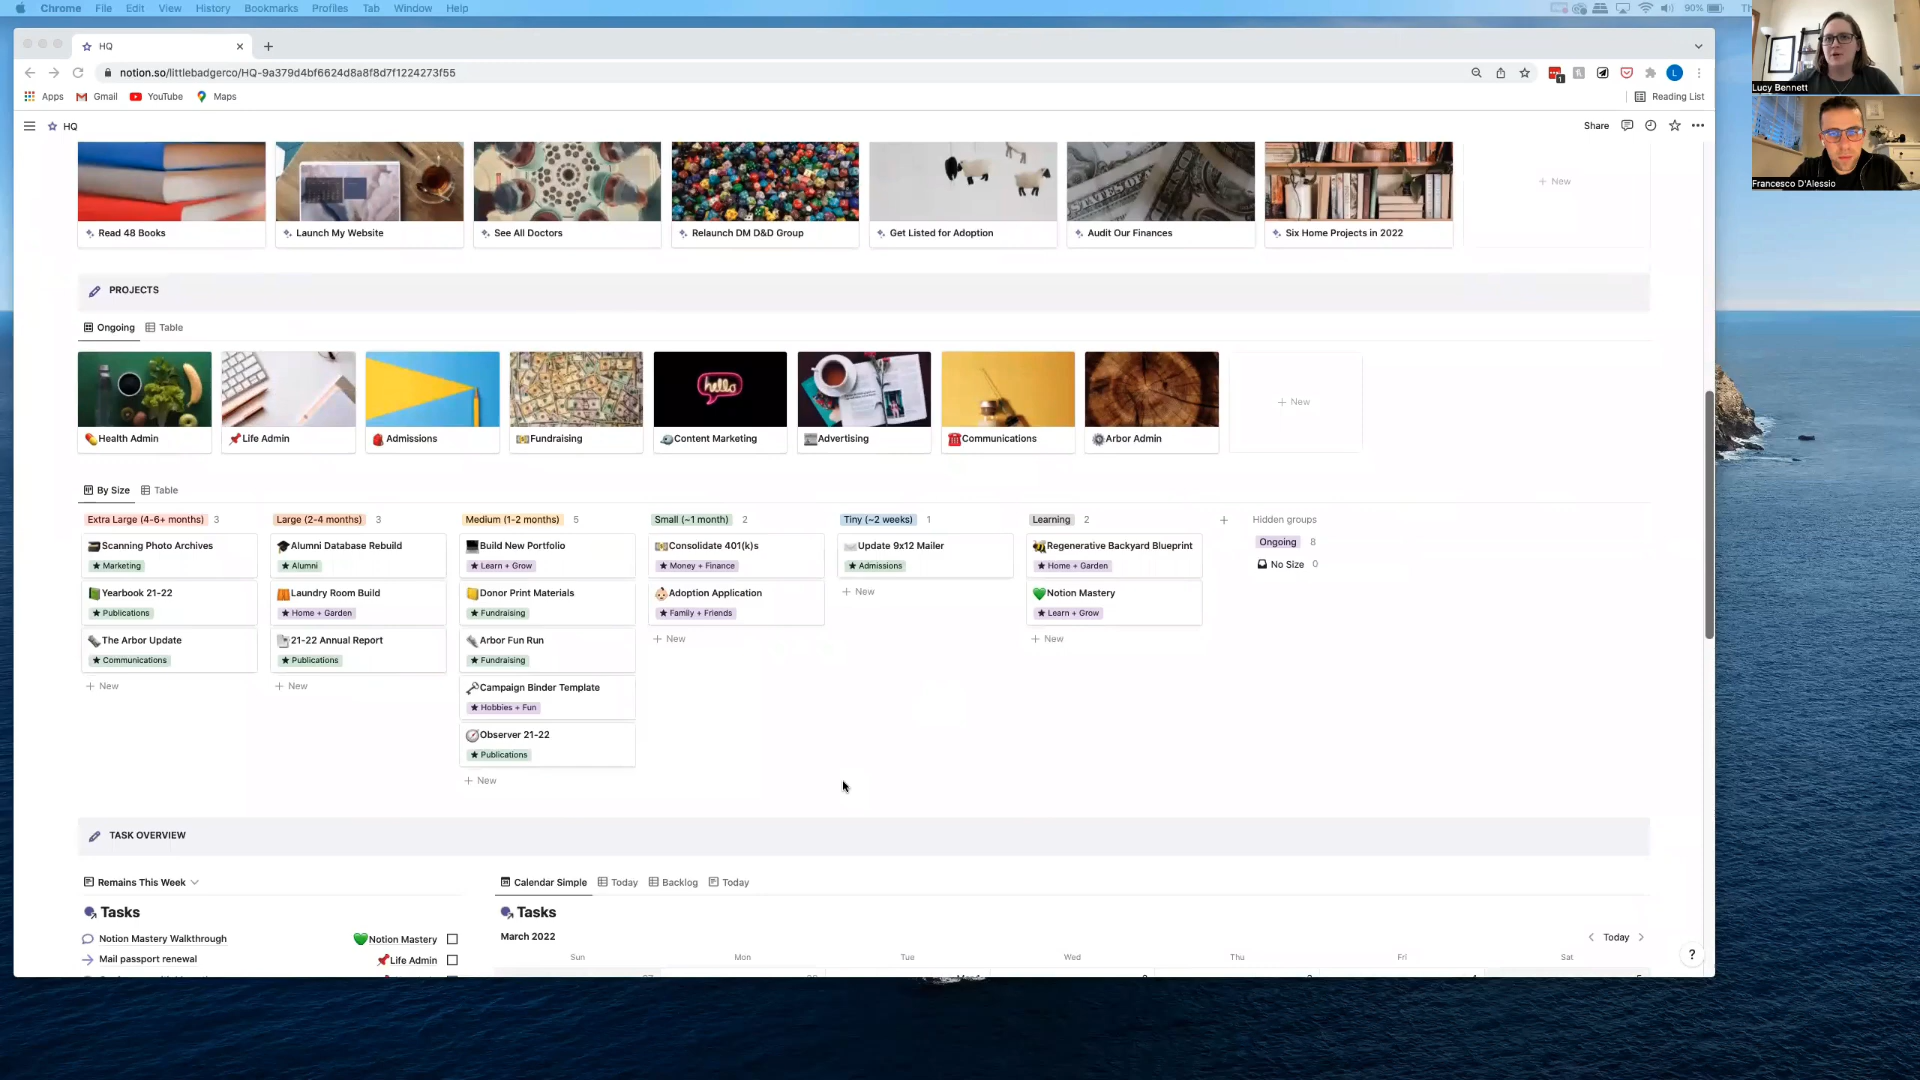 Chrome File Edit View History Bookmarks Profiles Tab Window Help 90%
HQ
notion.so/littlebadgerco/HQ-9a379d4bf6624d8a8f8d7f1224273f55
Apps Gmail YouTube Maps Reading List
HQ Share
Read 48 Books Launch My Website See All Doctors Relaunch DM D&D Group Get Listed for Adoption Audit Our Finances Six Home Projects in 2022 + New
PROJECTS
Ongoing Table
hello
Health Admin Life Admin Admissions Fundraising Content Marketing Advertising Communications Arbor Admin + New
By Size Table
Extra Large (4-6+ months) 3 Large (2-4 months) 3 Medium (1-2 months) 5 Small (~1 month) 2 Tiny (~2 weeks) 1 Learning 2 + Hidden groups
Scanning Photo Archives Alumni Database Rebuild Build New Portfolio Consolidate 401(k)s Update 9x12 Mailer Regenerative Backyard Blueprint Ongoing 8
Marketing Alumni Learn + Grow Money + Finance Admissions Home + Garden No Size 0
Yearbook 21-22 Laundry Room Build Donor Print Materials Adoption Application + New Notion Mastery
Publications Home + Garden Fundraising Family + Friends Learn + Grow
The Arbor Update 21-22 Annual Report Arbor Fun Run + New + New
Communications Publications Fundraising
+ New + New Campaign Binder Template
Hobbies + Fun
Observer 21-22
Publications
+ New
TASK OVERVIEW
Remains This Week Calendar Simple Today Backlog Today
Tasks Tasks
Notion Mastery Walkthrough Notion Mastery March 2022 Today
Mail passport renewal Life Admin Sun Mon Tue Wed Thu Fri Sat
?
Lucy Bennett
Francesco D'Alessio